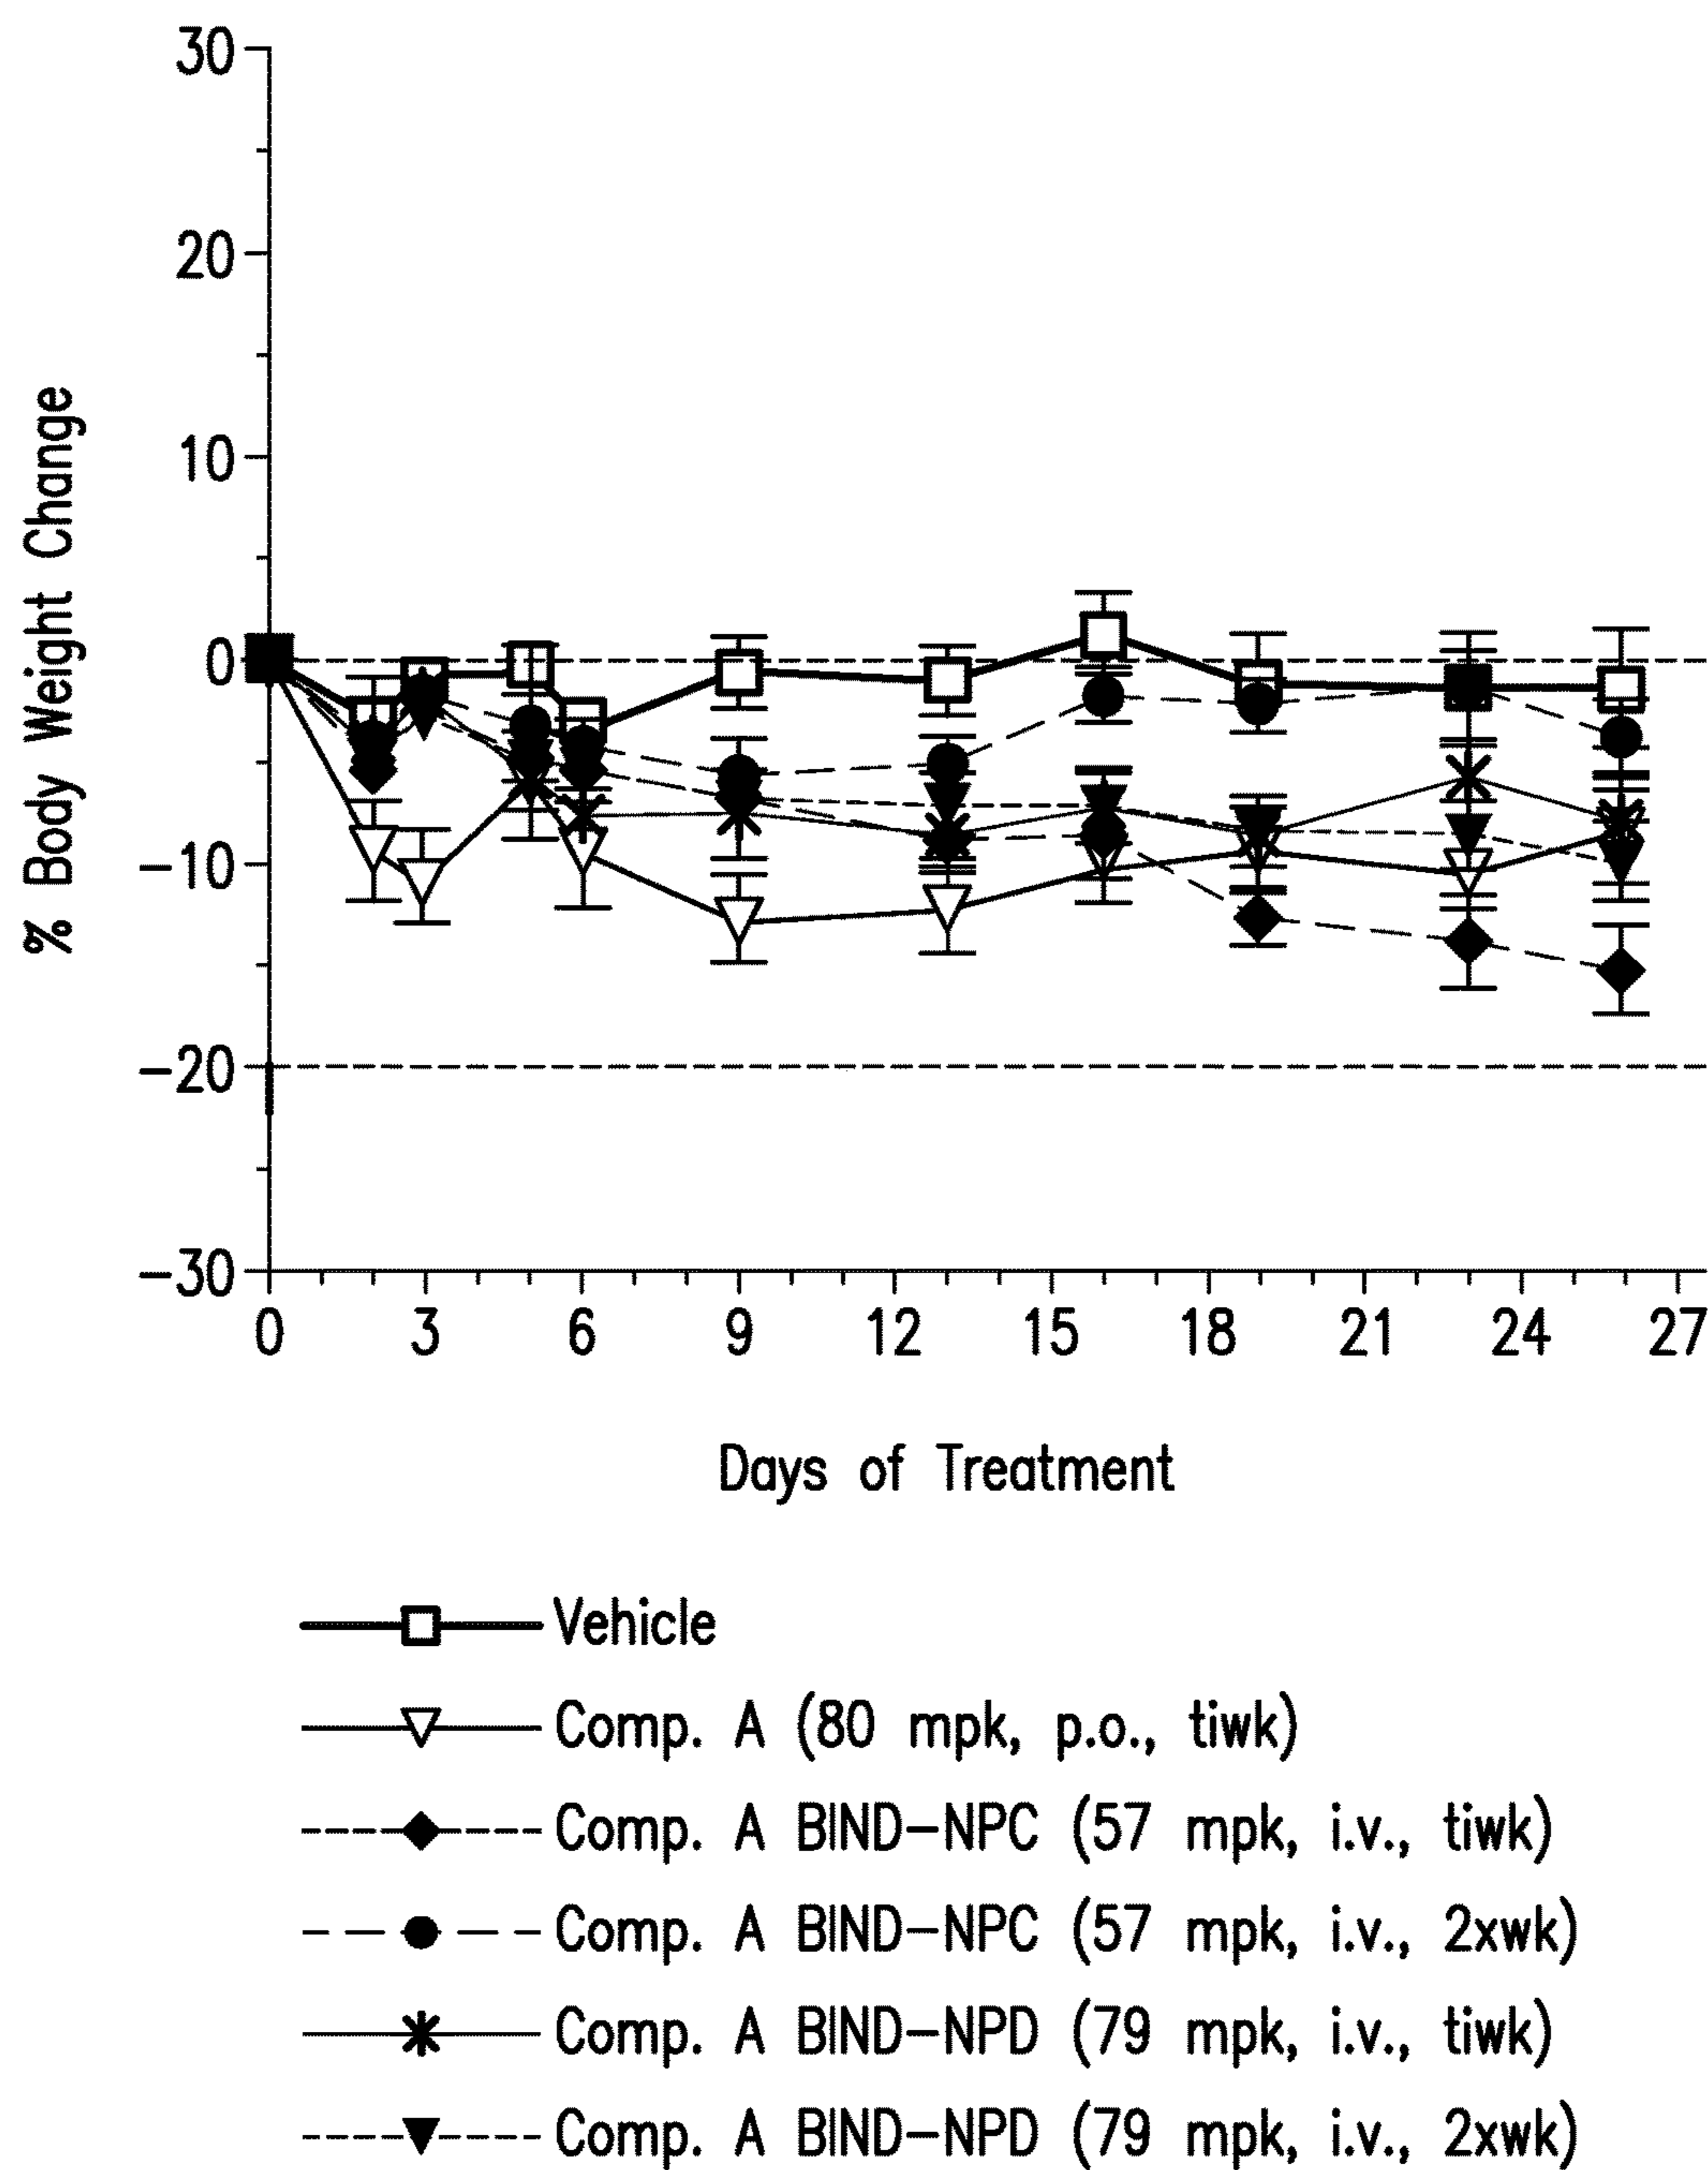 30
20
10
0
-10
-20
-30
% Body Weight Change
0 3 6 9 12 15 18 21 24 27
Days of Treatment
Vehicle
Comp. A (80 mpk, p.o., tiwk)
Comp. A BIND-NPC (57 mpk, i.v., tiwk)
Comp. A BIND-NPC (57 mpk, i.v., 2xwk)
Comp. A BIND-NPD (79 mpk, i.v., tiwk)
Comp. A BIND-NPD (79 mpk, i.v., 2xwk)